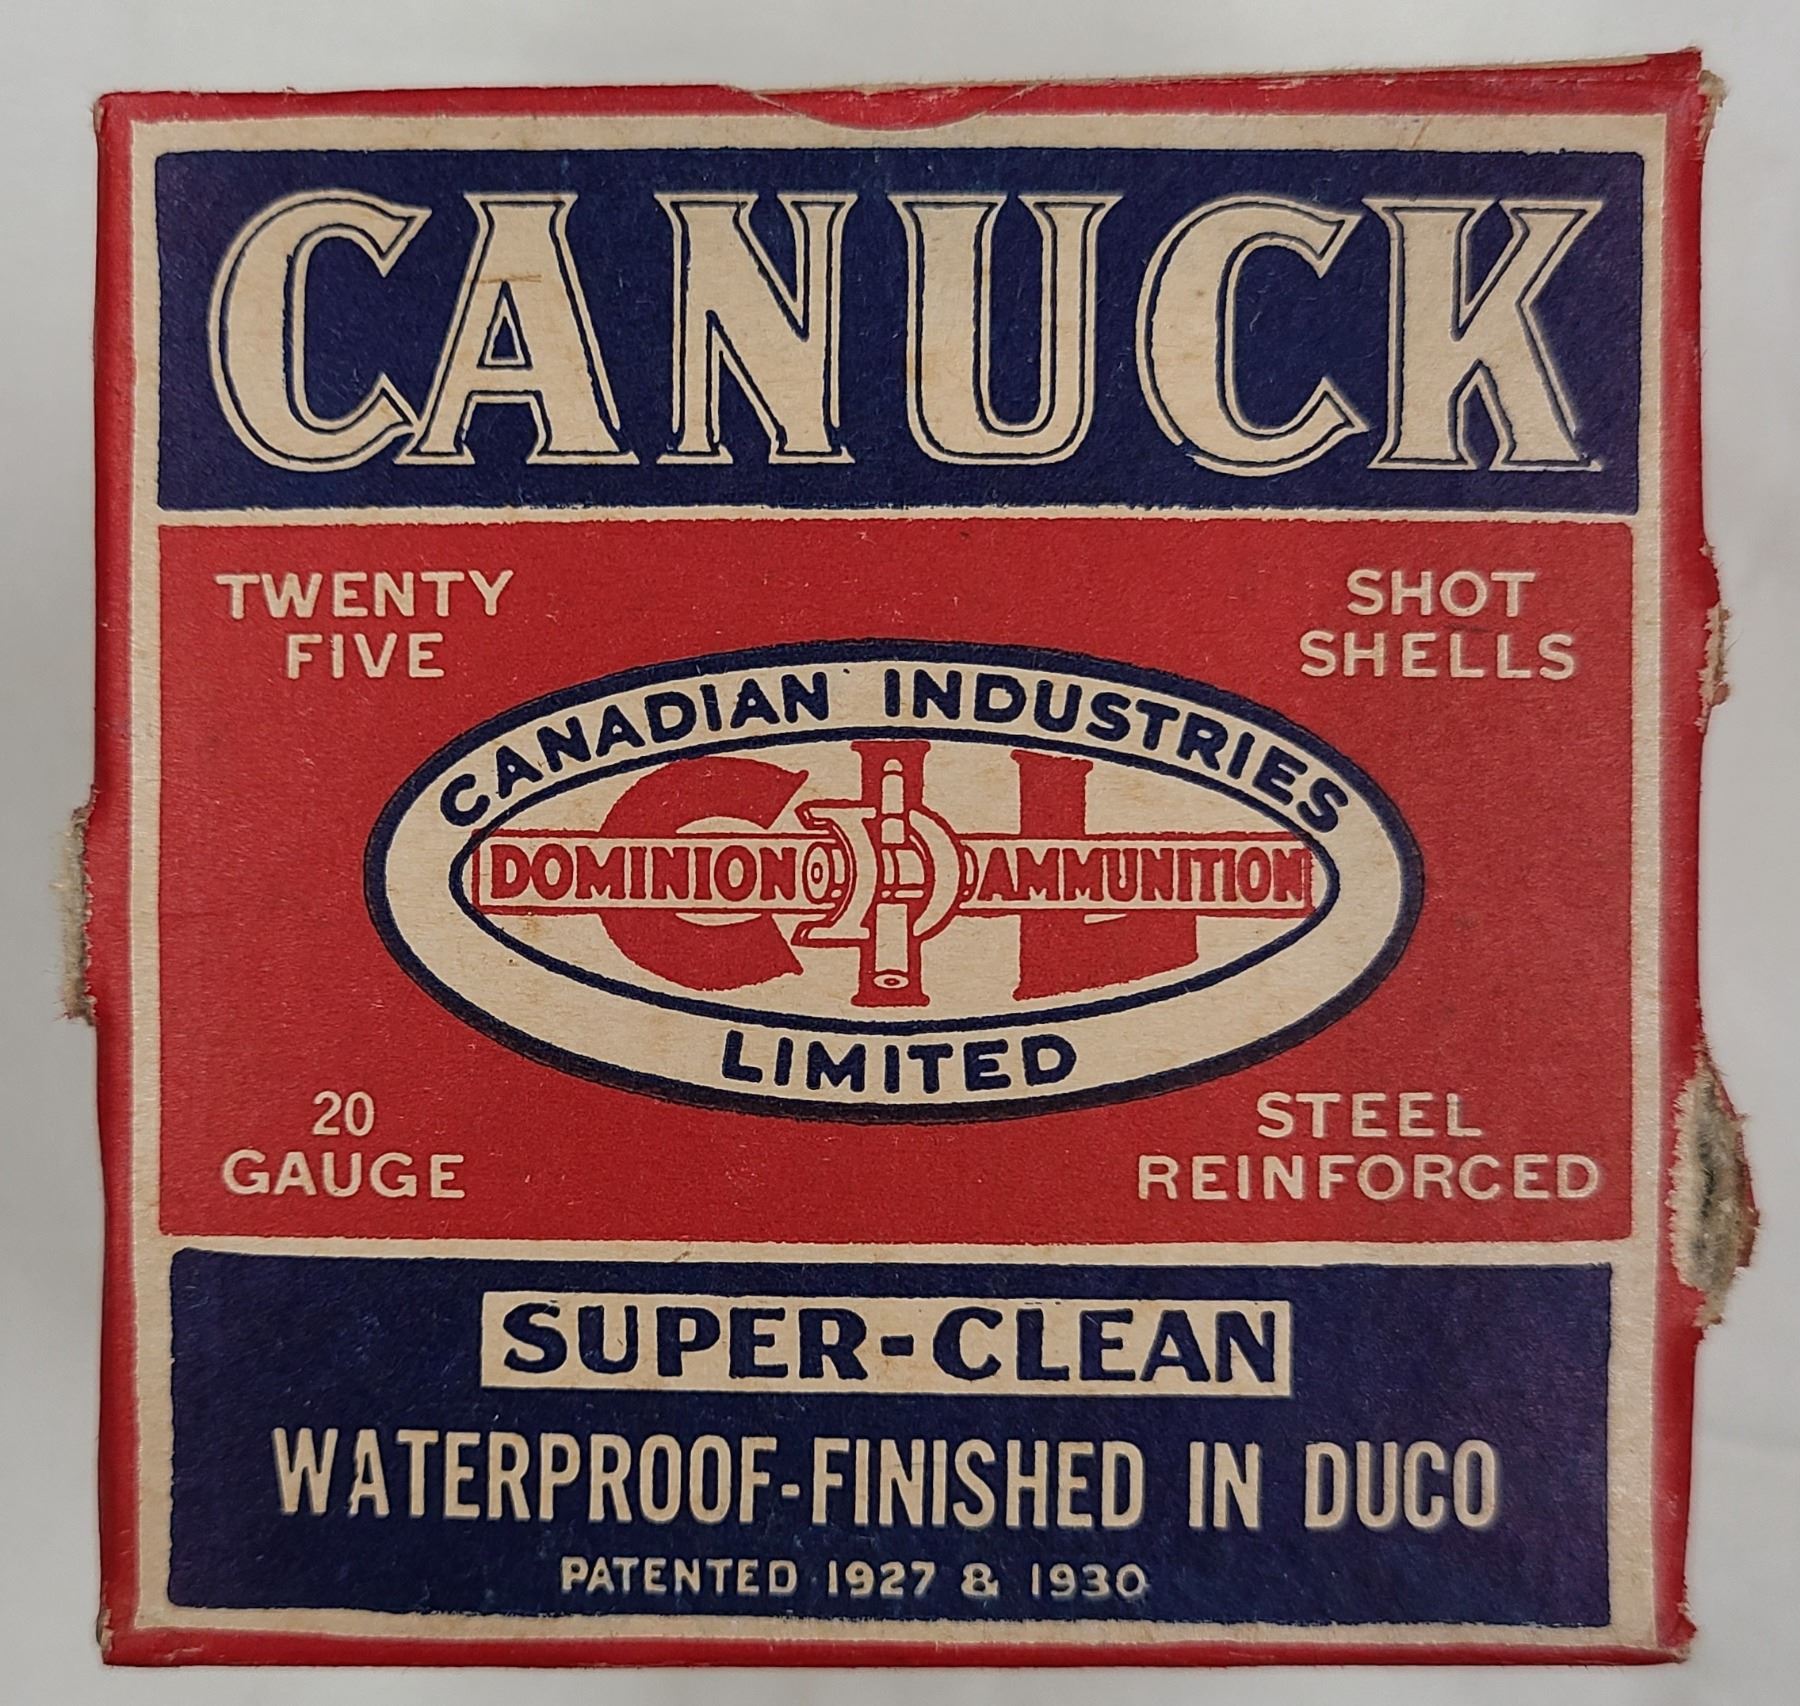 CANUCK
TWENTY
FIVE
SHOT
SHELLS
CANADIAN INDUSTRIES
CIL
DOMINION AMMUNITION
LIMITED
20
GAUGE
STEEL
REINFORCED
SUPER-CLEAN
WATERPROOF-FINISHED IN DUCO
PATENTED 1927 & 1930